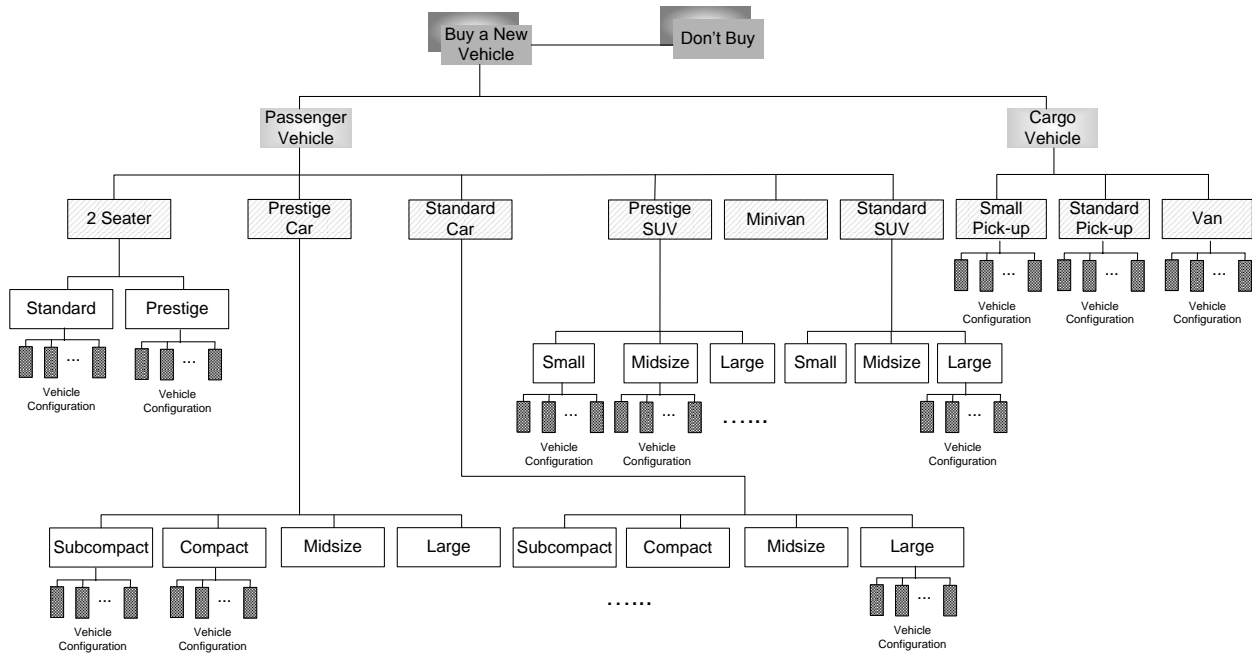 Buy a New
Vehicle
Don't Buy
Passenger
Vehicle
Cargo
Vehicle
2 Seater
Prestige
Car
Standard
Car
Prestige
SUV
Minivan
Standard
SUV
Small
Pick-up
Standard
Pick-up
Van
...
Vehicle
Configuration
...
Vehicle
Configuration
...
Vehicle
Configuration
Standard
Prestige
...
Vehicle
Configuration
...
Vehicle
Configuration
Small
Midsize
Large
Small
Midsize
Large
...
Vehicle
Configuration
...
Vehicle
Configuration
......
...
Vehicle
Configuration
Subcompact
Compact
Midsize
Large
Subcompact
Compact
Midsize
Large
...
Vehicle
Configuration
...
Vehicle
Configuration
......
...
Vehicle
Configuration